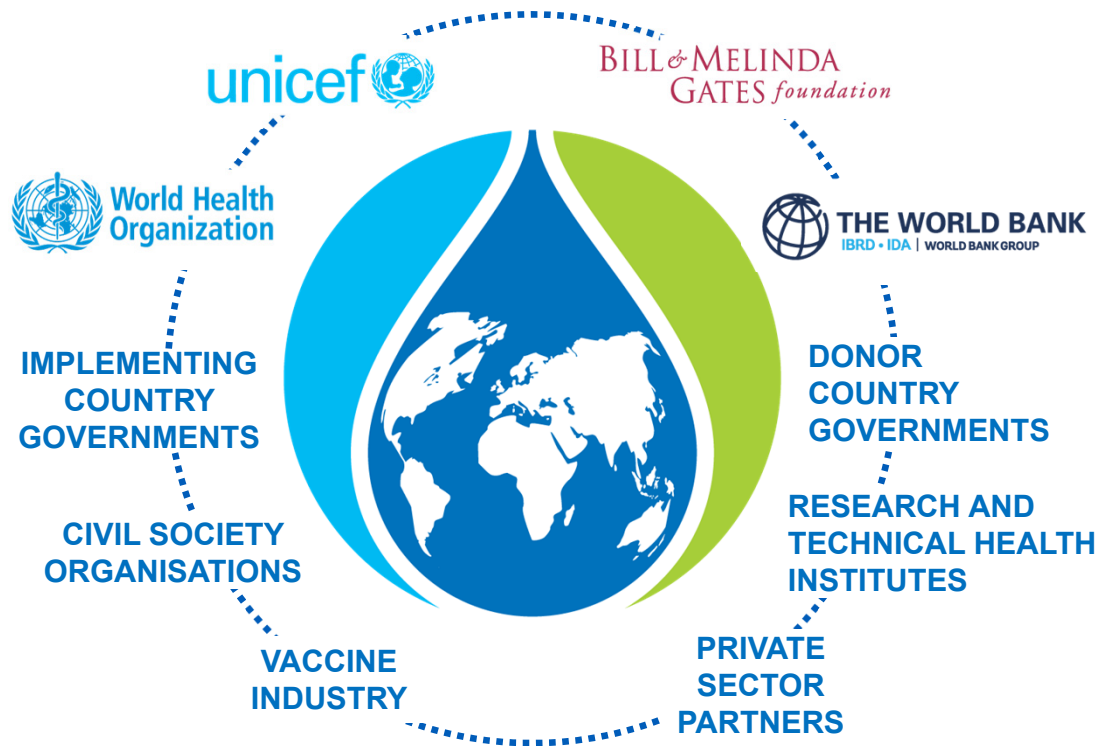 unicef
BILL & MELINDA
GATES foundation
World Health
Organization
THE WORLD BANK
IBRD • IDA | WORLD BANK GROUP
IMPLEMENTING
COUNTRY
GOVERNMENTS
DONOR
COUNTRY
GOVERNMENTS
CIVIL SOCIETY
ORGANISATIONS
RESEARCH AND
TECHNICAL HEALTH
INSTITUTES
VACCINE
INDUSTRY
PRIVATE
SECTOR
PARTNERS